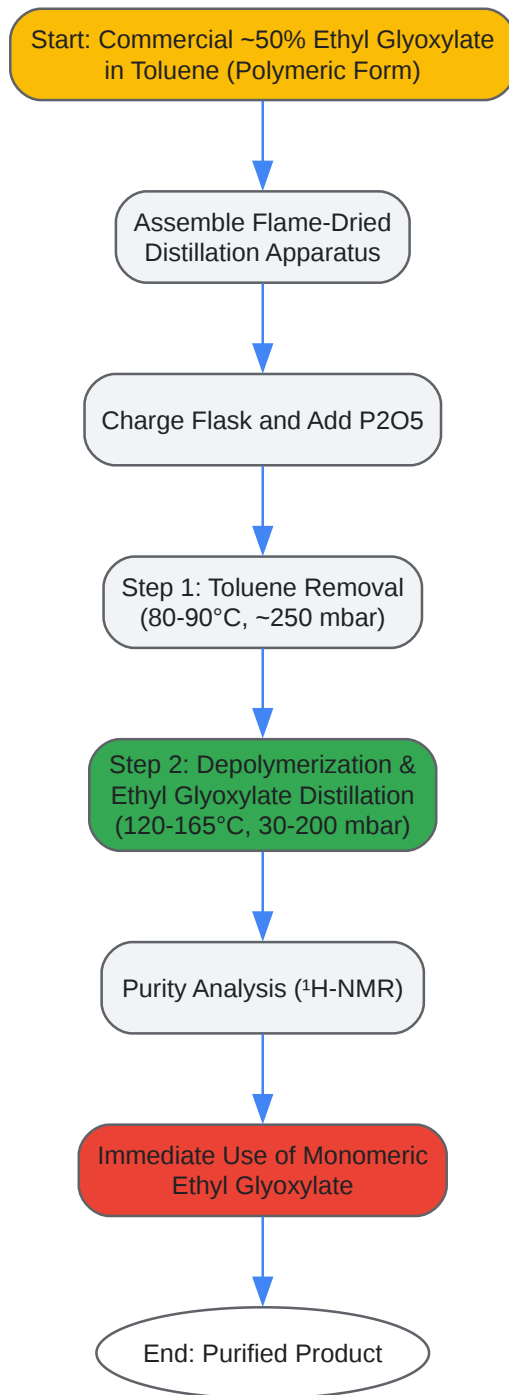 Start: Commercial ~50% Ethyl Glyoxylate
in Toluene (Polymeric Form)
Assemble Flame-Dried
Distillation Apparatus
Charge Flask and Add P2O5
Step 1: Toluene Removal
(80-90°C, ~250 mbar)
Step 2: Depolymerization &
Ethyl Glyoxylate Distillation
(120-165°C, 30-200 mbar)
Purity Analysis (¹H-NMR)
Immediate Use of Monomeric
Ethyl Glyoxylate
End: Purified Product